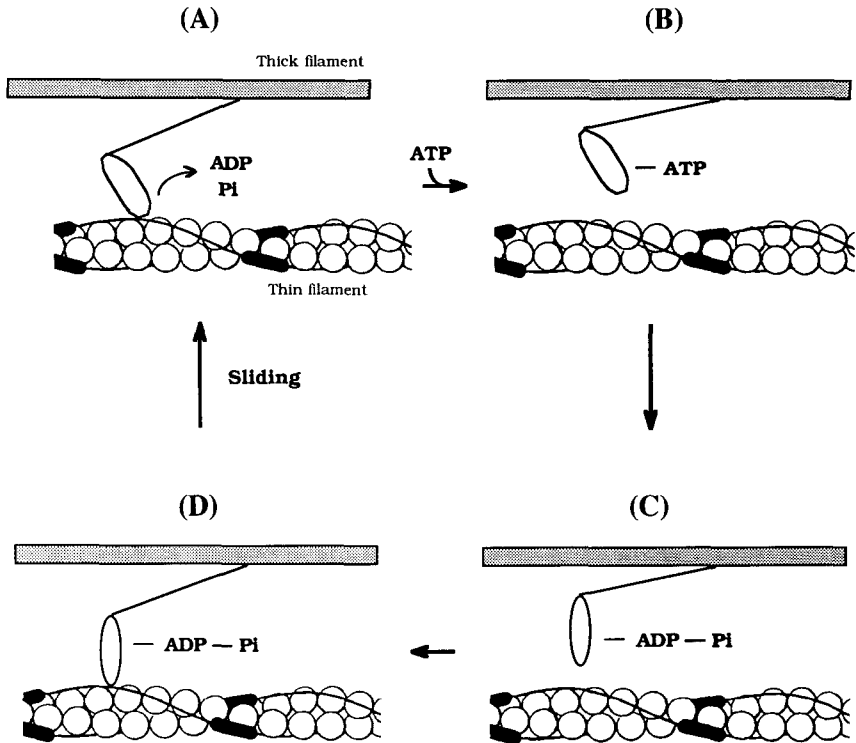 (A)
(B)
Thick filament
ADP
Pi
ATP
— ATP
Thin filament
Sliding
(D)
(C)
— ADP — Pi
— ADP — Pi